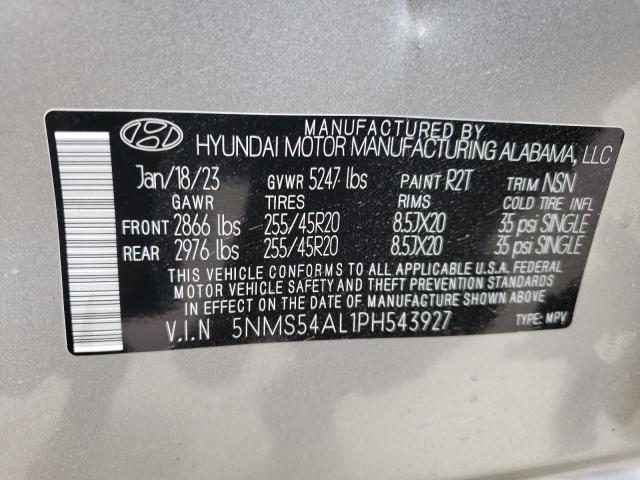 MANUFACTURED BY
HYUNDAI MOTOR MANUFACTURING ALABAMA, LLC
Jan/18/23 GVWR 5247 lbs PAINT R2T TRIM NSN
GAWR TIRES RIMS COLD TIRE INFL
FRONT 2866 lbs 255/45R20 8.5JX20 35 psi SINGLE
REAR 2976 lbs 255/45R20 8.5JX20 35 psi SINGLE
THIS VEHICLE CONFORMS TO ALL APPLICABLE U.S.A. FEDERAL
MOTOR VEHICLE SAFETY AND THEFT PREVENTION STANDARDS
IN EFFECT ON THE DATE OF MANUFACTURE SHOWN ABOVE.
V.I.N 5NMS54AL1PH543927 TYPE: MPV